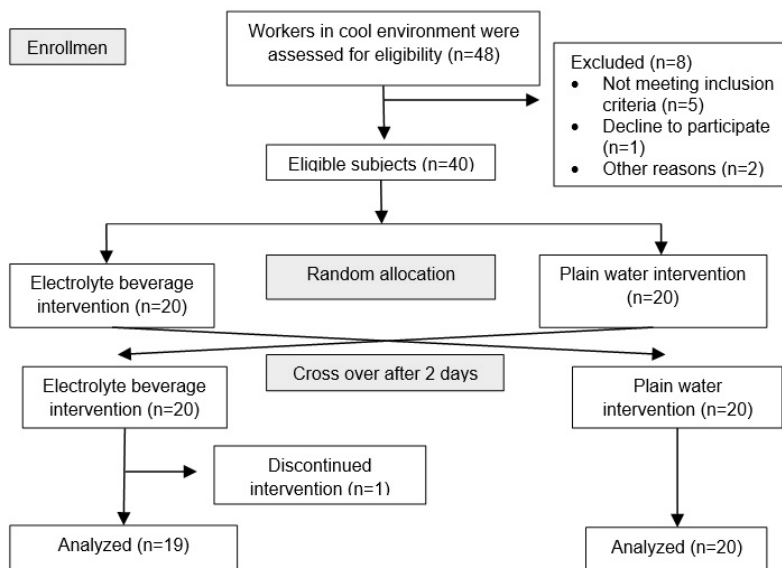 Enrollmen
Workers in cool environment were
assessed for eligibility (n=48)
Excluded (n=8)
• Not meeting inclusion
criteria (n=5)
• Decline to participate
(n=1)
• Other reasons (n=2)
Eligible subjects (n=40)
Electrolyte beverage
intervention (n=20)
Random allocation
Plain water intervention
(n=20)
Electrolyte beverage
intervention (n=20)
Cross over after 2 days
Plain water
intervention (n=20)
Discontinued
intervention (n=1)
Analyzed (n=19)
Analyzed (n=20)